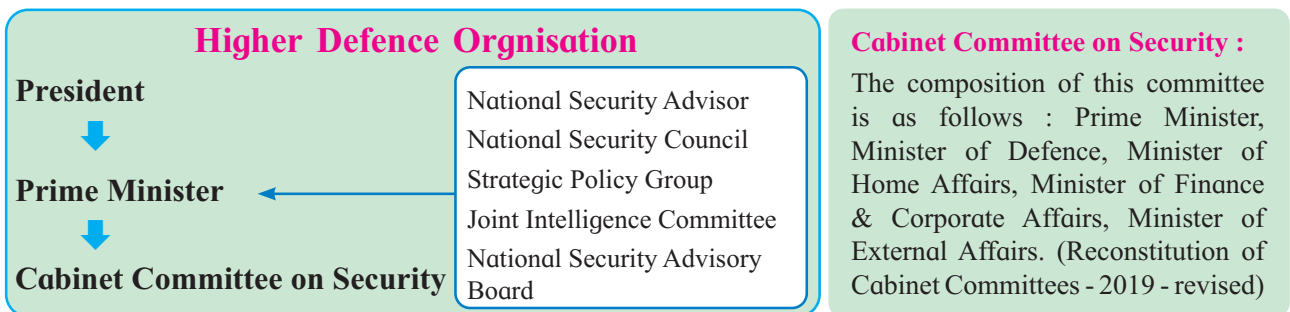 Higher Defence Orgnisation
President
Prime Minister
Cabinet Committee on Security
National Security Advisor
National Security Council
Strategic Policy Group
Joint Intelligence Committee
National Security Advisory
Board
Cabinet Committee on Security :
The composition of this committee
is as follows : Prime Minister,
Minister of Defence, Minister of
Home Affairs, Minister of Finance
& Corporate Affairs, Minister of
External Affairs. (Reconstitution of
Cabinet Committees - 2019 - revised)